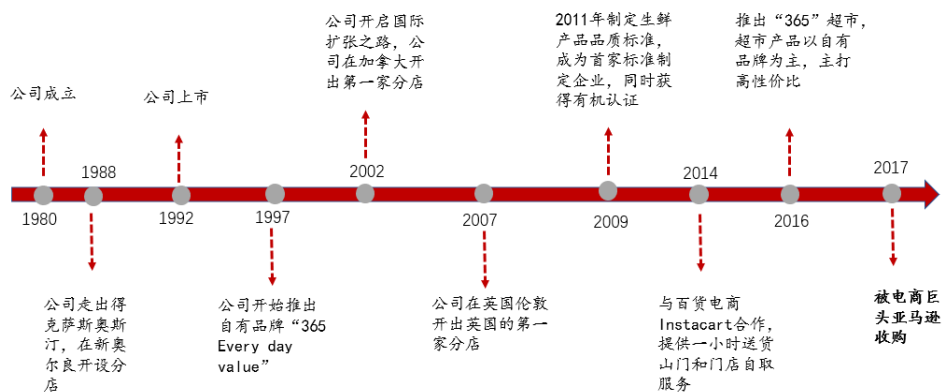 公司成立
公司上市
公司开启国际
扩张之路，公
司在加拿大开
出第一家分店
2011年制定生鲜
产品品质标准，
成为首家标准制
定企业，同时获
得有机认证
推出“365”超市，
超市产品以自有
品牌为主，主打
高性价比
1980
1988
1992
1997
2002
2007
2009
2014
2016
2017
公司走出得
克萨斯奥斯
汀，在新奥
尔良开设分
店
公司开始推出
自有品牌“365
Every day
value”
公司在英国伦敦
开出英国的第一
家分店
与百货电商
Instacart合作，
提供一小时送货
山门和门店自取
服务
被电商巨
头亚马逊
收购